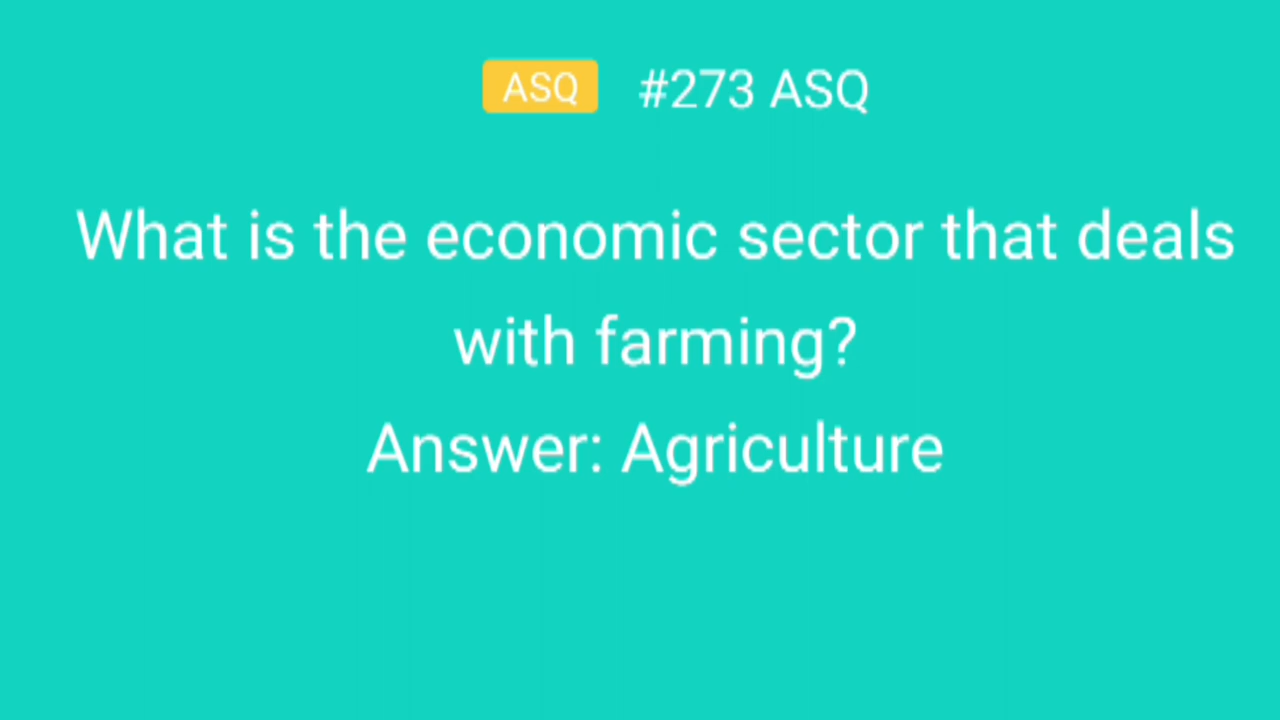 ASQ #273 ASQ
What is the economic sector that deals
with farming?
Answer: Agriculture